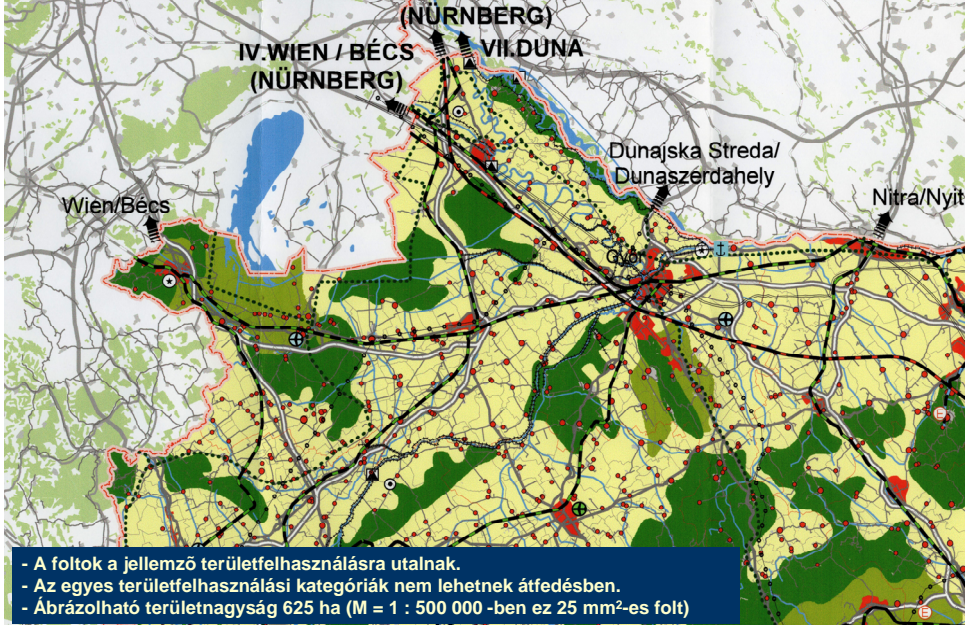 (NÜRNBERG)
IV.WIEN / BÉCS
(NÜRNBERG)
VII.DUNA
Dunajska Streda/
Dunaszerdahely
Nitra/Nyit
Wien/Bécs
Győr
E
E
- A foltok a jellemző területfelhasználásra utalnak.
- Az egyes területfelhasználási kategóriák nem lehetnek átfedésben.
- Ábrázolható területnagyság 625 ha (M = 1 : 500 000 -ben ez 25 mm²-es folt)